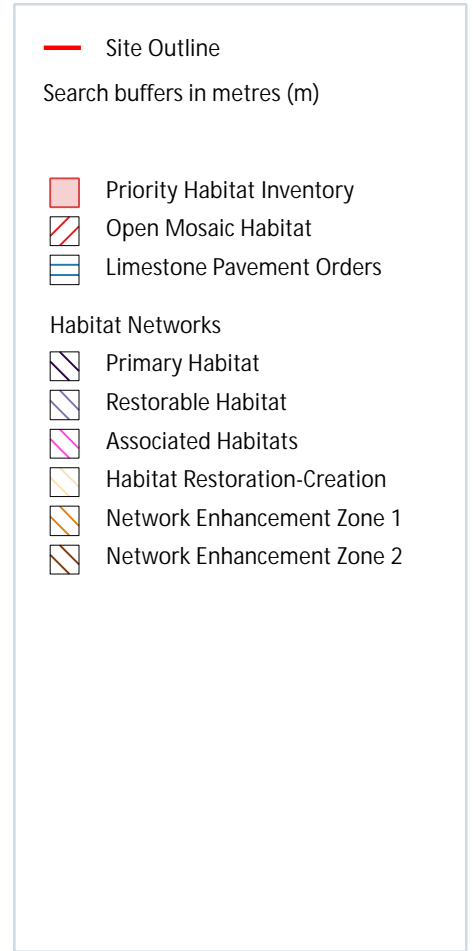 Site Outline
Search buffers in metres (m)
Priority Habitat Inventory
Open Mosaic Habitat
Limestone Pavement Orders
Habitat Networks
Primary Habitat
Restorable Habitat
Associated Habitats
Habitat Restoration-Creation
Network Enhancement Zone 1
Network Enhancement Zone 2